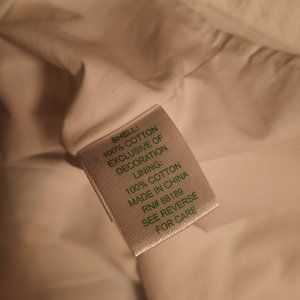 SHELL:
100% COTTON
EXCLUSIVE OF
DECORATION
LINING:
100% COTTON
MADE IN CHINA
RN# 88189
SEE REVERSE
FOR CARE